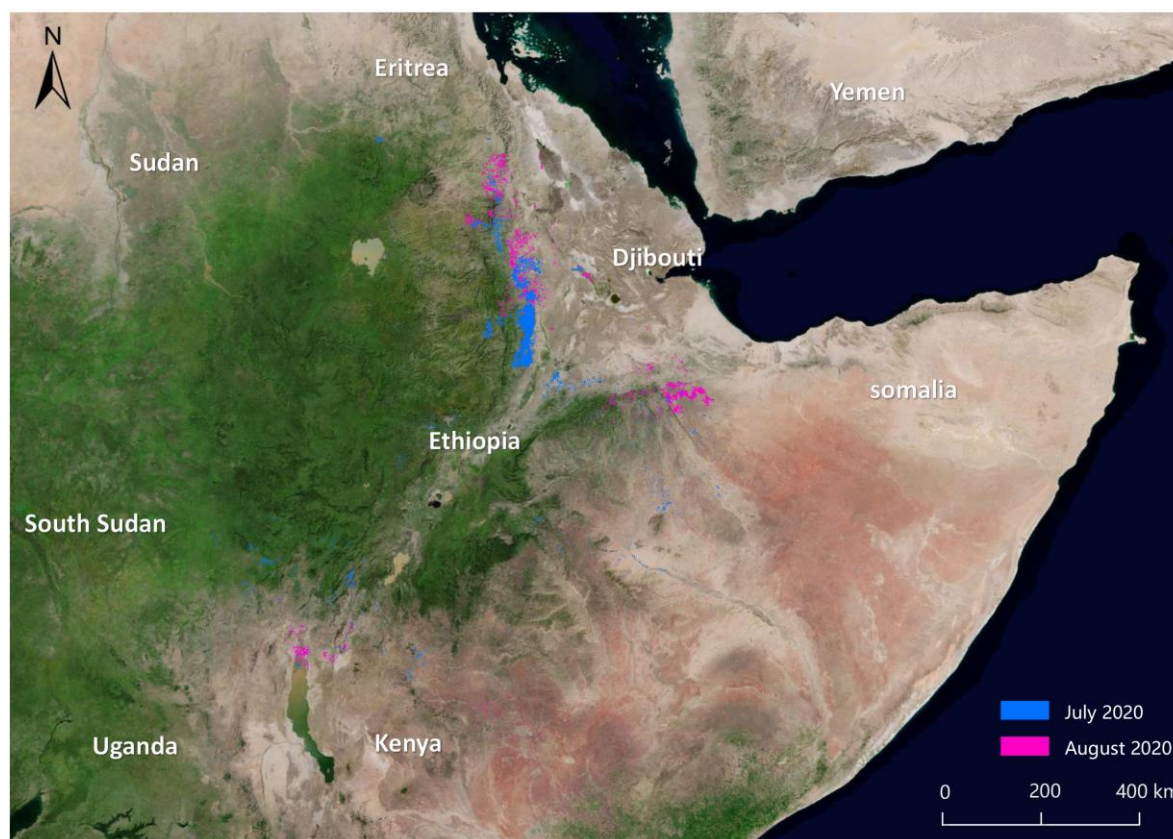 N
Eritrea
Yemen
Sudan
Djibouti
somalia
Ethiopia
South Sudan
July 2020
Uganda
Kenya
August 2020
0 200 400 km